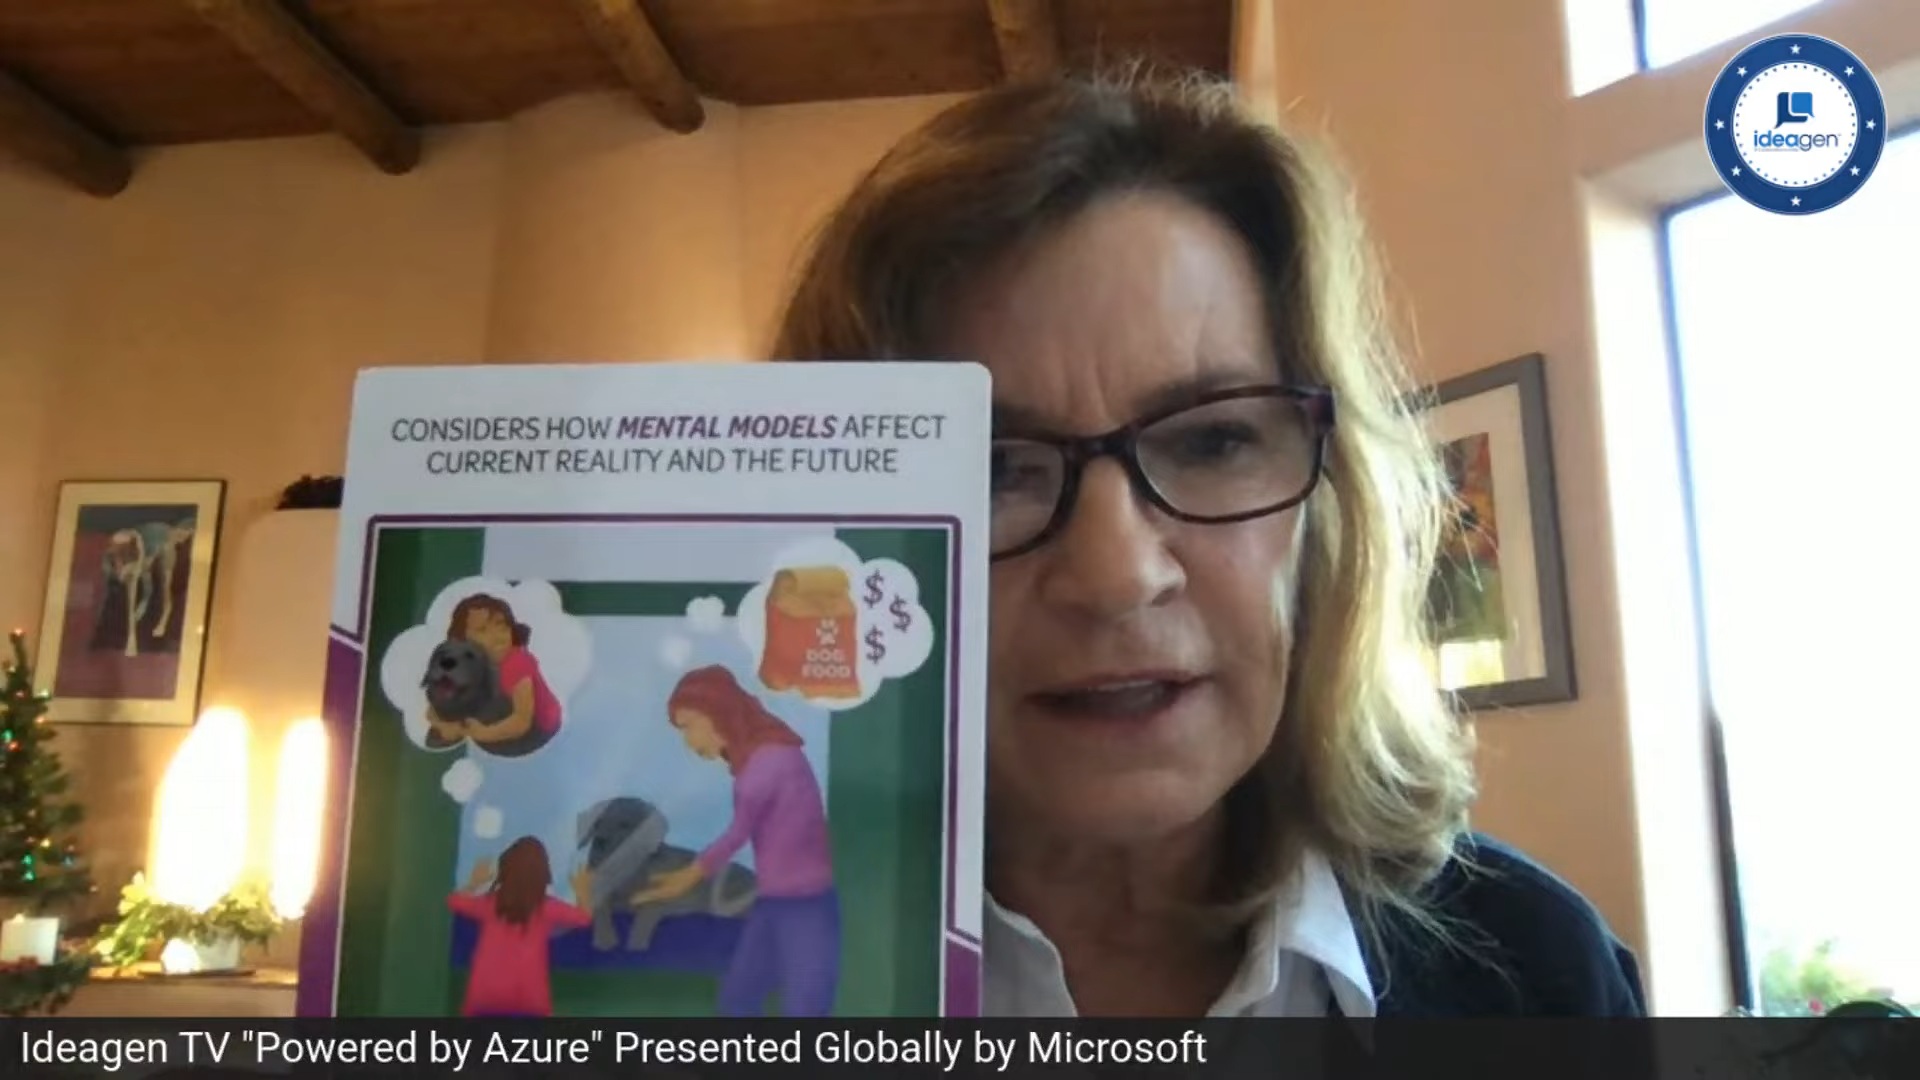 ideagen
CONSIDERS HOW MENTAL MODELS AFFECT
CURRENT REALITY AND THE FUTURE
$ $
$
DOG
FOOD
Ideagen TV "Powered by Azure" Presented Globally by Microsoft